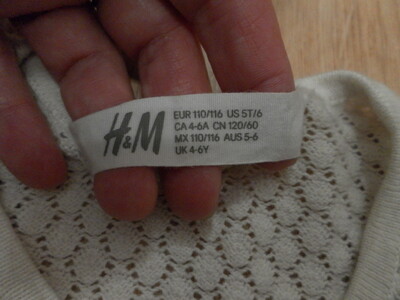 H&M
EUR 110/116 US 5T/6
CA 4-6A CN 120/60
MX 110/116 AUS 5-6
UK 4-6Y